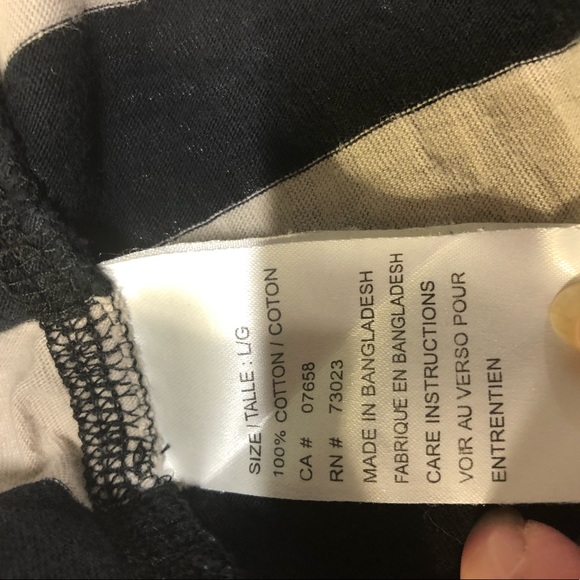 SIZE / TALLE : L/G
100% COTTON / COTON
CA # 07658
RN # 73023
MADE IN BANGLADESH
FABRIQUE EN BANGLADESH
CARE INSTRUCTIONS
VOIR AU VERSO POUR
ENTRENTIEN